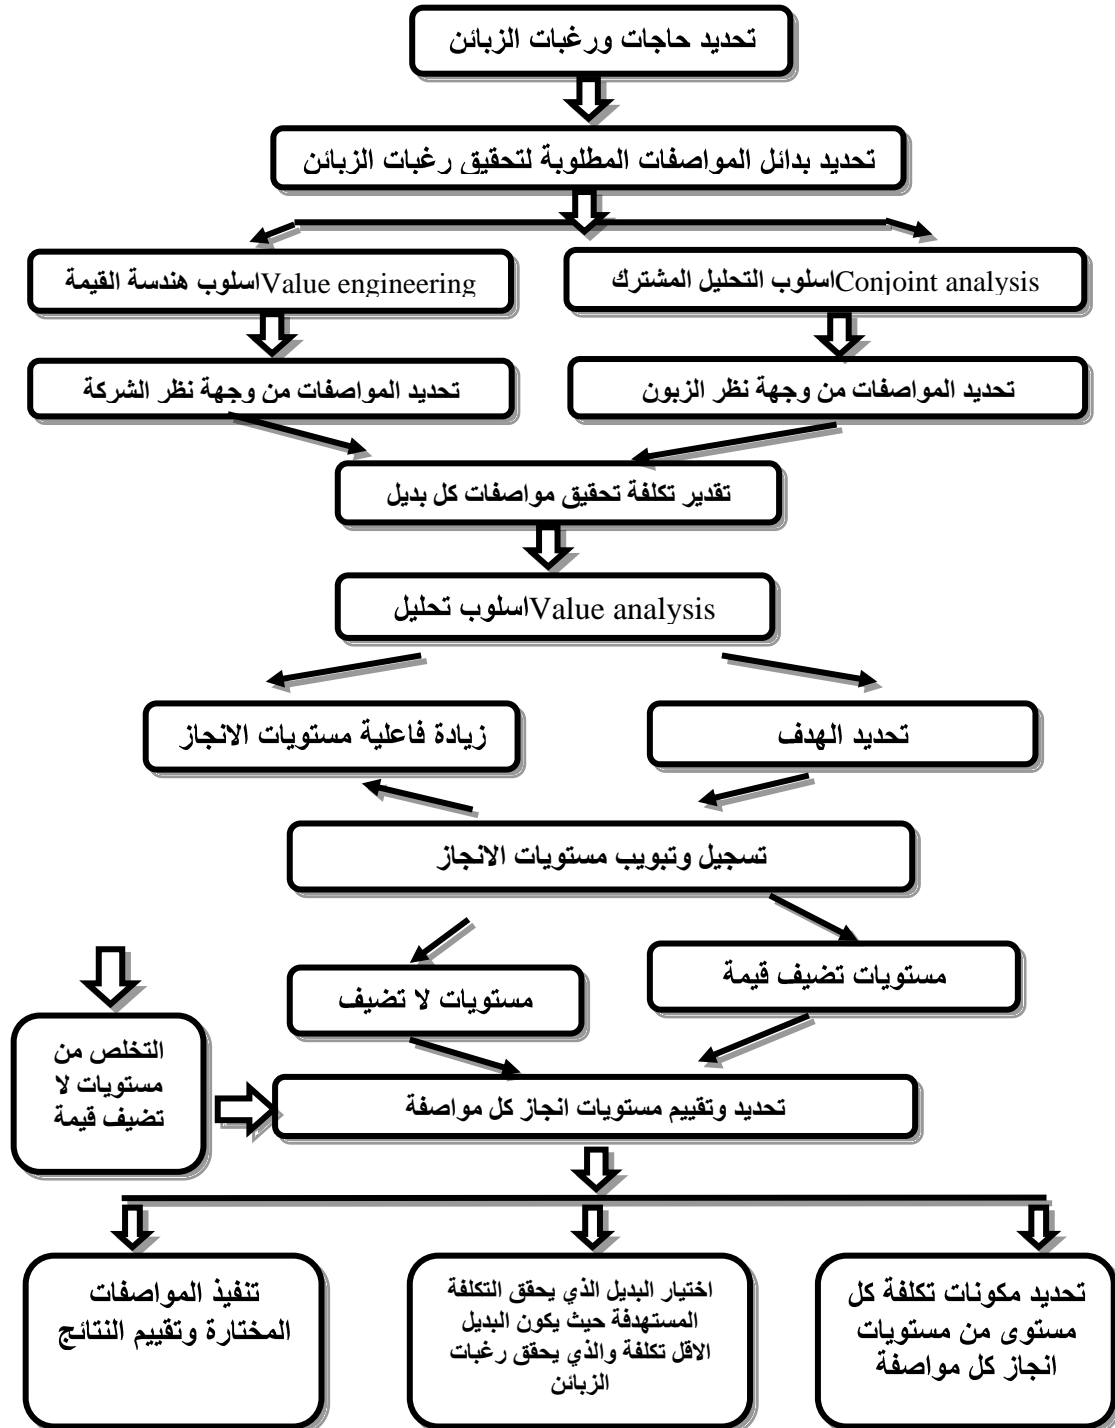 تحديد حاجات ورغبات الزبائن
تحديد بدائل المواصفات المطلوبة لتحقيق رغبات الزبائن
اسلوب التحليل المشترك Conjoint analysis
اسلوب هندسة القيمة Value engineering
تحديد المواصفات من وجهة نظر الزبون
تحديد المواصفات من وجهة نظر الشركة
تقدير تكلفة تحقيق مواصفات كل بديل
اسلوب تحليل Value analysis
تحديد الهدف
زيادة فاعلية مستويات الانجاز
تسجيل وتبويب مستويات الانجاز
مستويات تضيف قيمة
مستويات لا تضيف
التخلص من
مستويات لا
تضيف قيمة
تحديد وتقييم مستويات انجاز كل مواصفة
تحديد مكونات تكلفة كل
مستوى من مستويات
انجاز كل مواصفة
اختيار البديل الذي يحقق التكلفة
المستهدفة حيث يكون البديل
الاقل تكلفة والذي يحقق رغبات
الزبائن
تنفيذ المواصفات
المختارة وتقييم النتائج